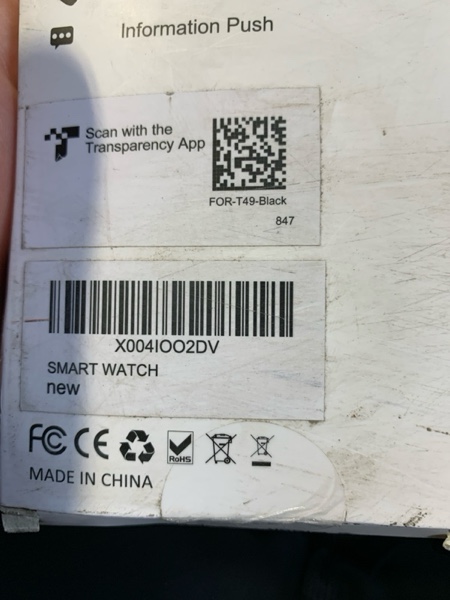 Information Push
Scan with the
Transparency App
FOR-T49-Black
847
X004IOO2DV
SMART WATCH
new
FC CE RoHS
MADE IN CHINA